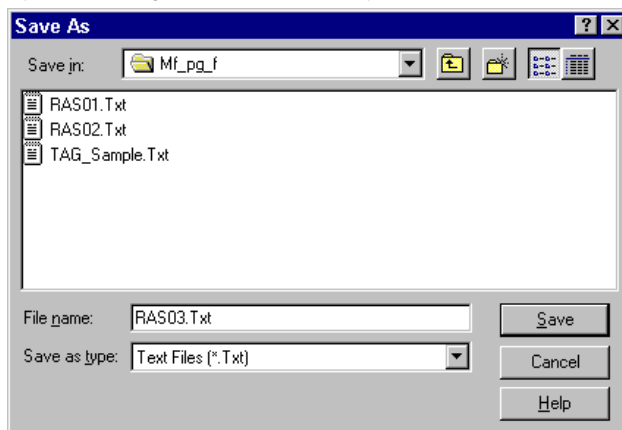 Save As
Save in: Mf_pg_f
RAS01.Txt
RAS02.Txt
TAG_Sample.Txt
File name: RAS03.Txt Save
Save as type: Text Files (*.Txt) Cancel
Help